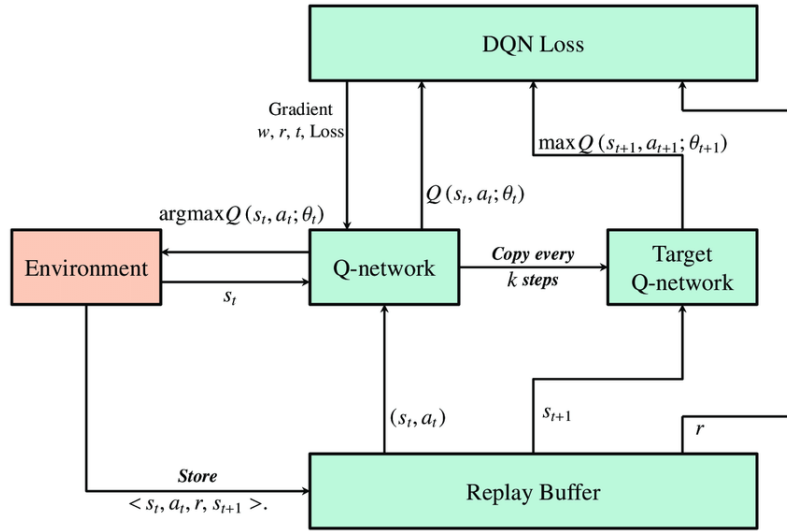 DQN Loss
Gradient
w, r, t, Loss
max Q (s_{t+1}, a_{t+1}; θ_{t+1})
Q (s_t, a_t; θ_t)
argmax Q (s_t, a_t; θ_t)
Environment
Q-network
Copy every
k steps
Target
Q-network
s_t
(s_t, a_t)
s_{t+1}
r
Store
< s_t, a_t, r, s_{t+1} >.
Replay Buffer